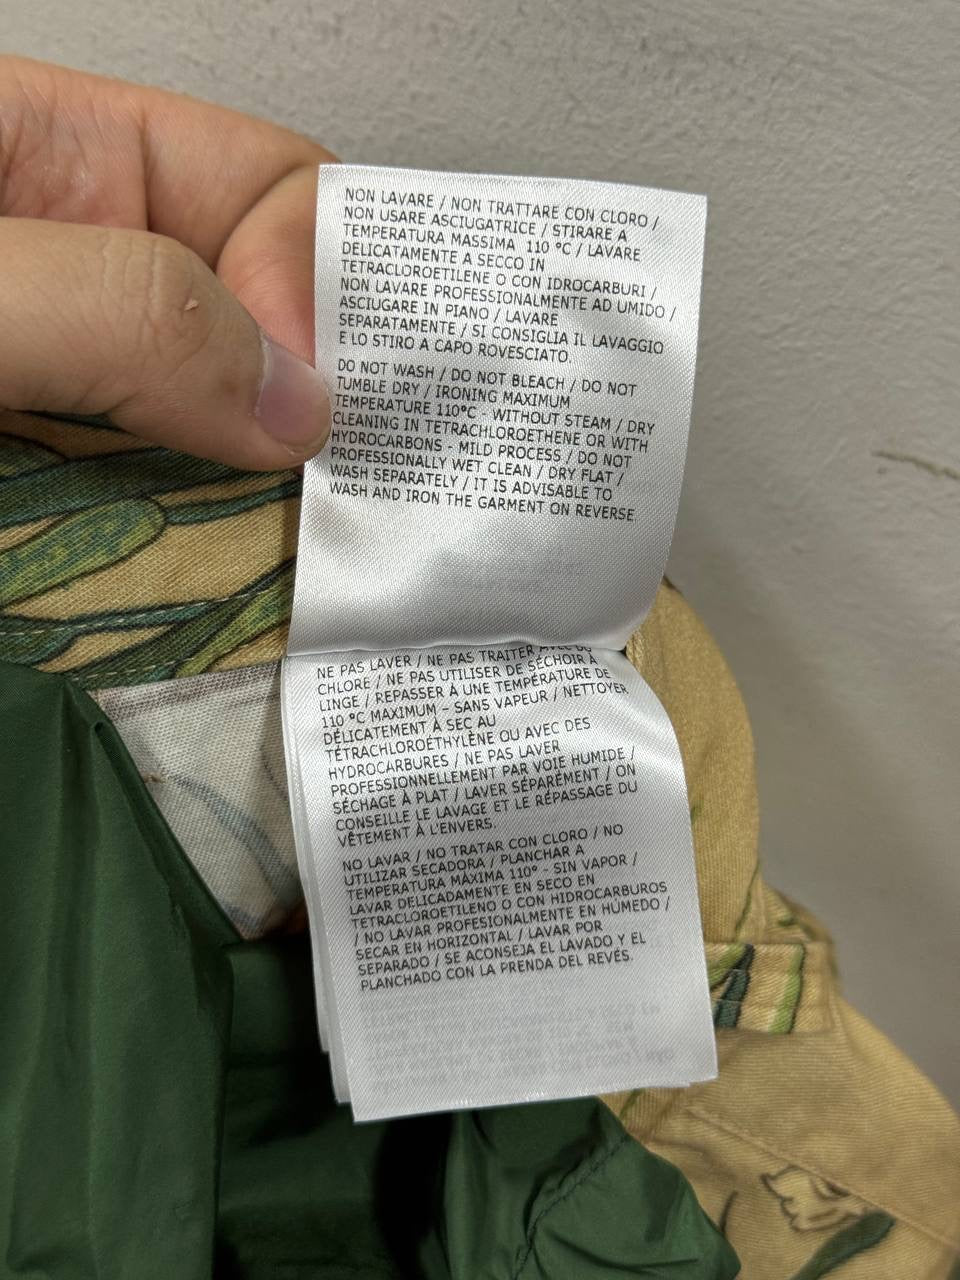 NON LAVARE / NON TRATTARE CON CLORO /
NON USARE ASCIUGATRICE / STIRARE A
TEMPERATURA MASSIMA 110 °C / LAVARE
DELICATAMENTE A SECCO IN
TETRACLOROETILENE O CON IDROCARBURI /
NON LAVARE PROFESSIONALMENTE AD UMIDO /
ASCIUGARE IN PIANO / LAVARE
SEPARATAMENTE / SI CONSIGLIA IL LAVAGGIO
E LO STIRO A CAPO ROVESCIATO.
DO NOT WASH / DO NOT BLEACH / DO NOT
TUMBLE DRY / IRONING MAXIMUM
TEMPERATURE 110°C - WITHOUT STEAM / DRY
CLEANING IN TETRACHLOROETHENE OR WITH
HYDROCARBONS - MILD PROCESS / DO NOT
PROFESSIONALLY WET CLEAN / DRY FLAT /
WASH SEPARATELY / IT IS ADVISABLE TO
WASH AND IRON THE GARMENT ON REVERSE.
NE PAS LAVER / NE PAS TRAITER AVEC DU
CHLORE / NE PAS UTILISER DE SÉCHOIR À
LINGE / REPASSER À UNE TEMPÉRATURE DE
110 °C MAXIMUM – SANS VAPEUR / NETTOYER
DÉLICATEMENT À SEC AU
TÉTRACHLOROÉTHYLÈNE OU AVEC DES
HYDROCARBURES / NE PAS LAVER
PROFESSIONNELLEMENT PAR VOIE HUMIDE /
SÉCHAGE À PLAT / LAVER SÉPARÉMENT / ON
CONSEILLE LE LAVAGE ET LE RÉPASSAGE DU
VÊTEMENT À L'ENVERS.
NO LAVAR / NO TRATAR CON CLORO / NO
UTILIZAR SECADORA / PLANCHAR A
TEMPERATURA MÁXIMA 110° - SIN VAPOR /
LAVAR DELICADAMENTE EN SECO EN
TETRACLOROETILENO O CON HIDROCARBUROS
/ NO LAVAR PROFESIONALMENTE EN HÚMEDO /
SECAR EN HORIZONTAL / LAVAR POR
SEPARADO / SE ACONSEJA EL LAVADO Y EL
PLANCHADO CON LA PRENDA DEL REVÉS.